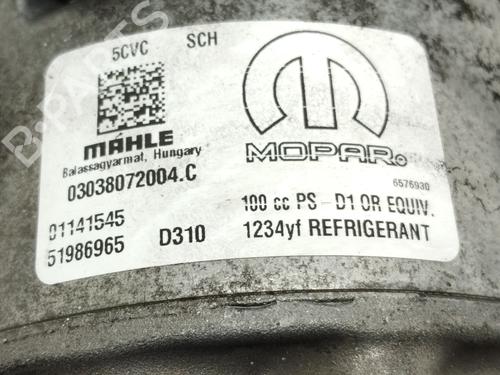 5CVC SCH
MAHLE
Balassagyarmat, Hungary
MOPAR®
03038072004.C
6576930
01141545
100 cc PS - D1 OR EQUIV.
51986965 D310 1234yf REFRIGERANT